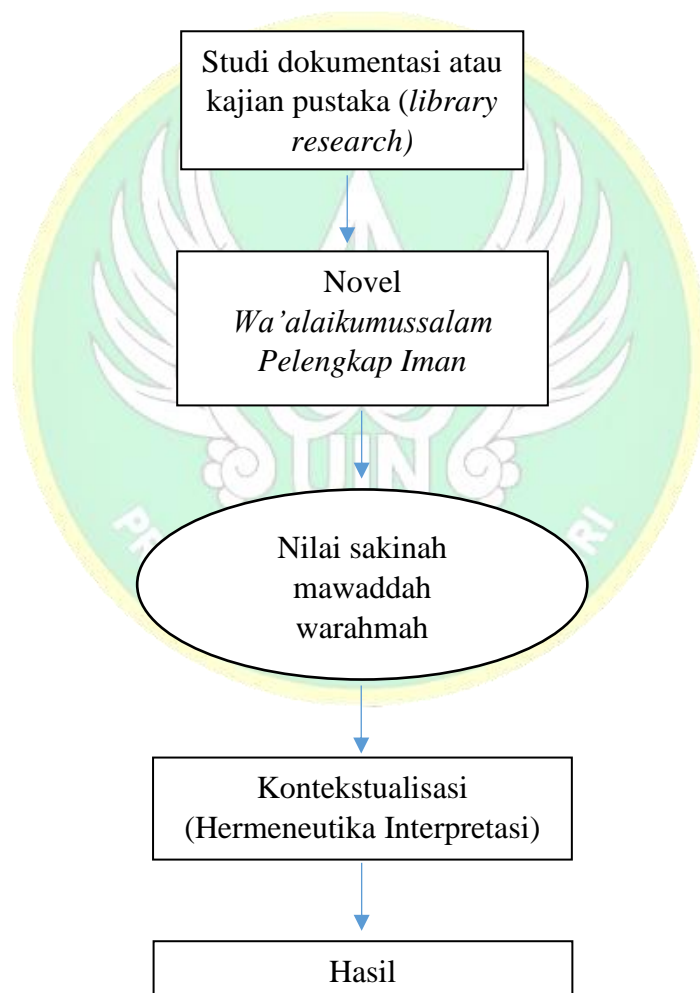 Studi dokumentasi atau
kajian pustaka (library
research)
Novel
Wa’alaikumussalam
Pelengkap Iman
UIN
Nilai sakinah
mawaddah
warahmah
Kontekstualisasi
(Hermeneutika Interpretasi)
Hasil